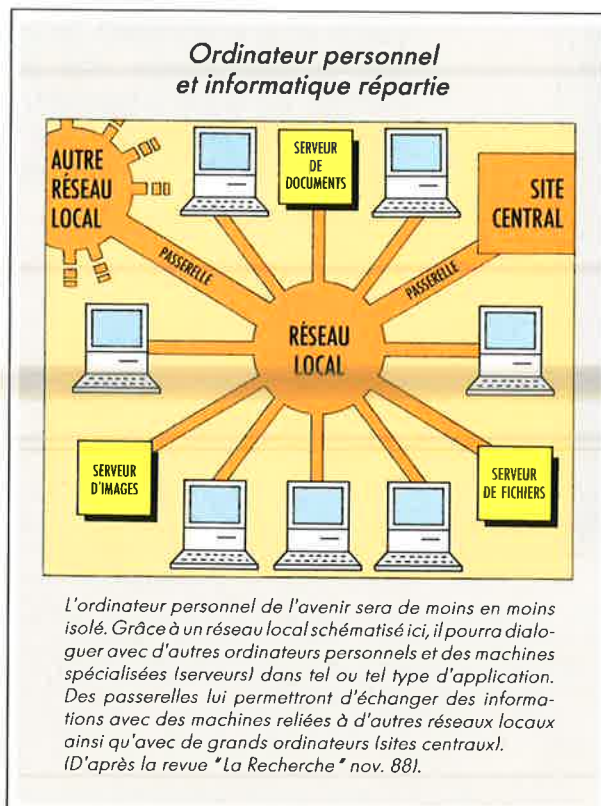 Ordinateur personnel
et informatique répartie
AUTRE
RÉSEAU
LOCAL
SERVEUR
DE
DOCUMENTS
SITE
CENTRAL
PASSERELLE
PASSERELLE
RÉSEAU
LOCAL
SERVEUR
D'IMAGES
SERVEUR
DE FICHIERS
L'ordinateur personnel de l'avenir sera de moins en moins
isolé. Grâce à un réseau local schématisé ici, il pourra dialo-
guer avec d'autres ordinateurs personnels et des machines
spécialisées (serveurs) dans tel ou tel type d'application.
Des passerelles lui permettront d'échanger des informa-
tions avec des machines reliées à d'autres réseaux locaux
ainsi qu'avec de grands ordinateurs (sites centraux).
(D'après la revue "La Recherche" nov. 88).